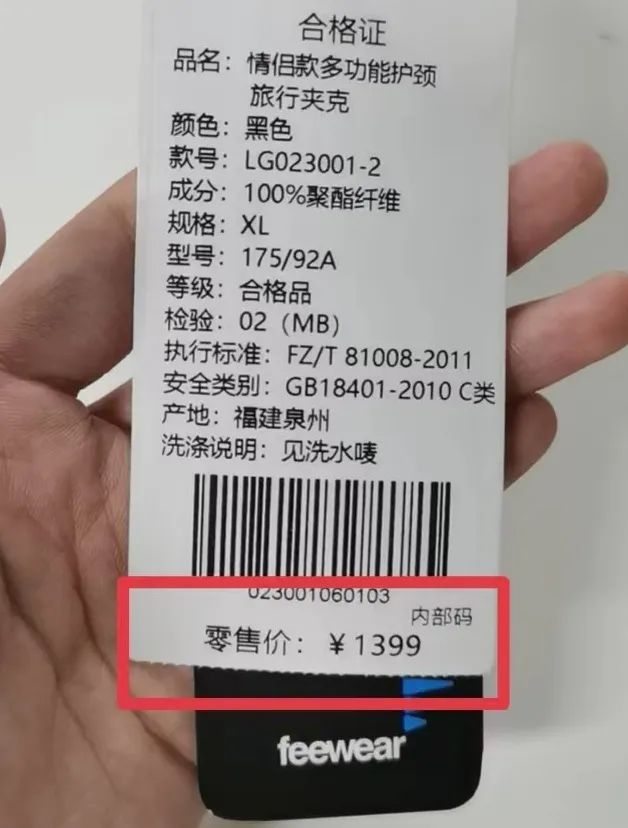 合格证
品名：情侣款多功能护颈
旅行夹克
颜色：黑色
款号：LG023001-2
成分：100%聚酯纤维
规格：XL
型号：175/92A
等级：合格品
检验：02（MB）
执行标准：FZ/T 81008-2011
安全类别：GB18401-2010 C类
产地：福建泉州
洗涤说明：见洗水唛
023001060103
内部码
零售价：￥1399
feewear